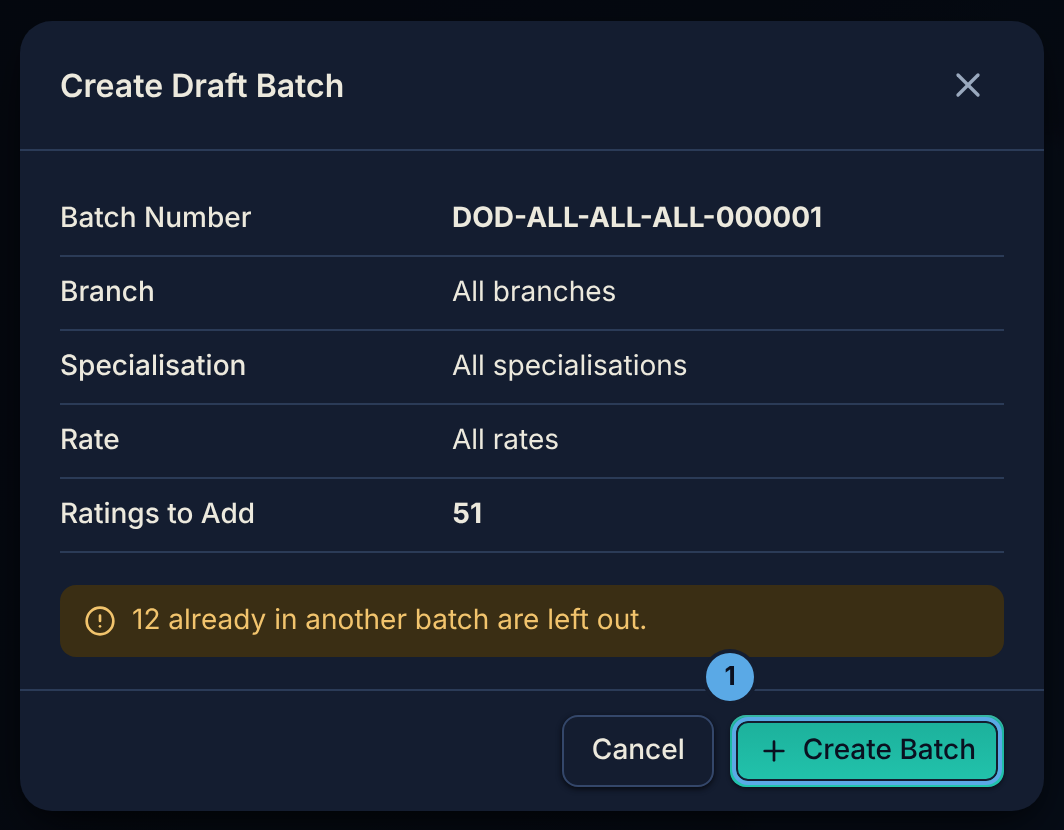 Create Draft Batch
Batch Number DOD-ALL-ALL-ALL-000001
Branch All branches
Specialisation All specialisations
Rate All rates
Ratings to Add 51
12 already in another batch are left out.
1
Cancel + Create Batch